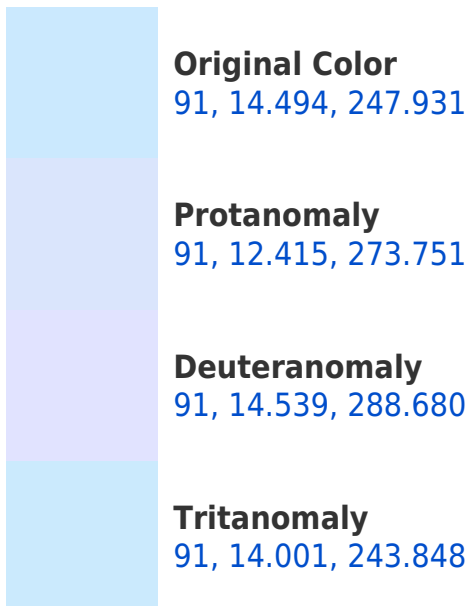 Original Color
91, 14.494, 247.931
Protanomaly
91, 12.415, 273.751
Deuteranomaly
91, 14.539, 288.680
Tritanomaly
91, 14.001, 243.848